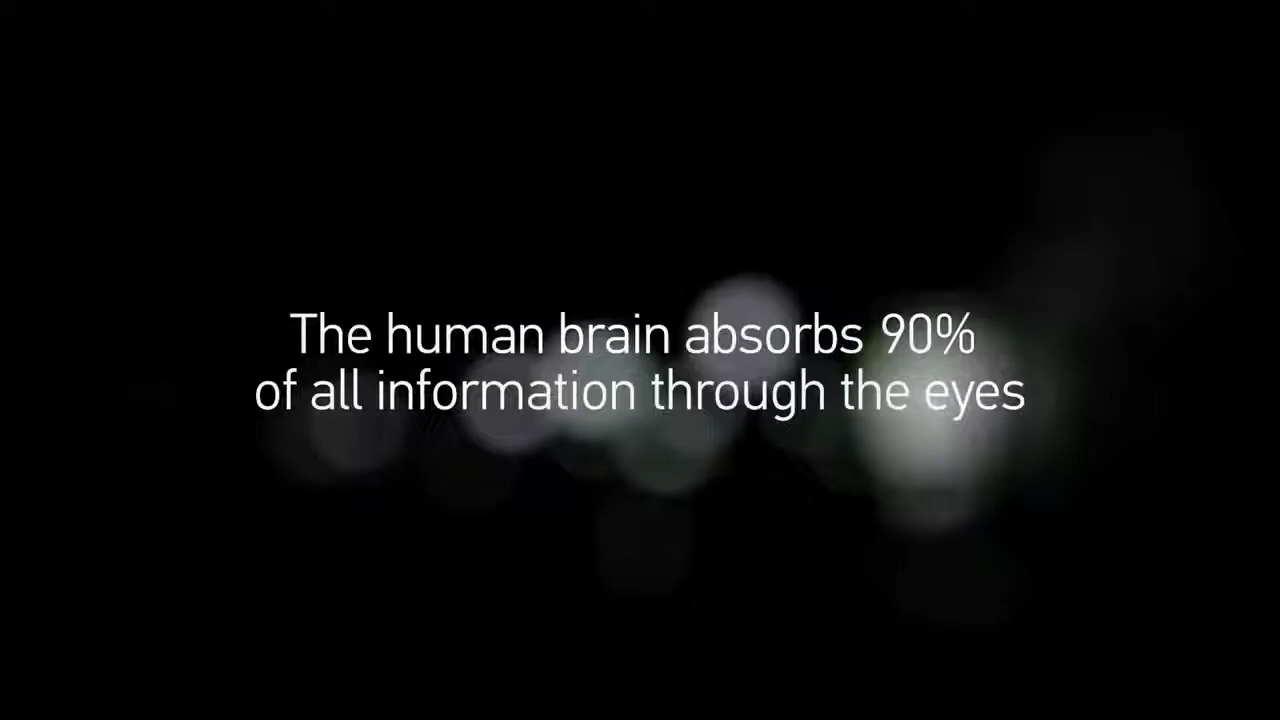 The human brain absorbs 90%
of all information through the eyes